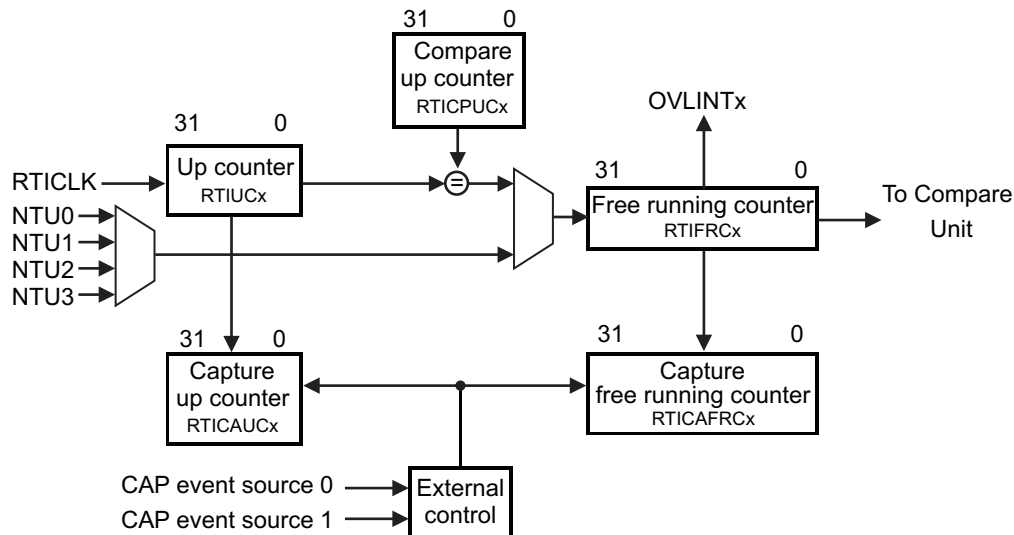 31 0
Compare
up counter
RTICPUCx
OVLINTx
31 0
Up counter
RTIUCx
RTICLK
NTU0
NTU1
NTU2
NTU3
=
31 0
Free running counter
RTIFRCx
To Compare
Unit
31 0
Capture
up counter
RTICAUCx
31 0
Capture
free running counter
RTICAFRCx
CAP event source 0
CAP event source 1
External
control